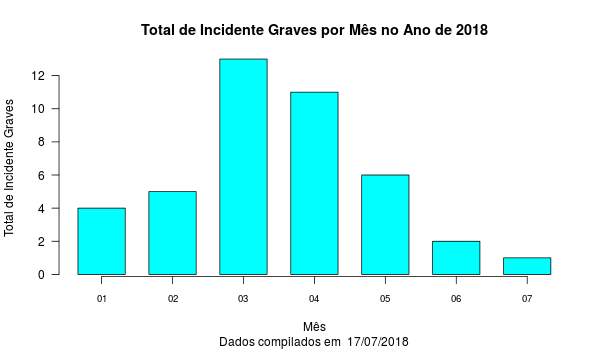 Total de Incidente Graves por Mês no Ano de 2018
Total de Incidente Graves
12
10
8
6
4
2
0
01 02 03 04 05 06 07
Mês
Dados compilados em 17/07/2018